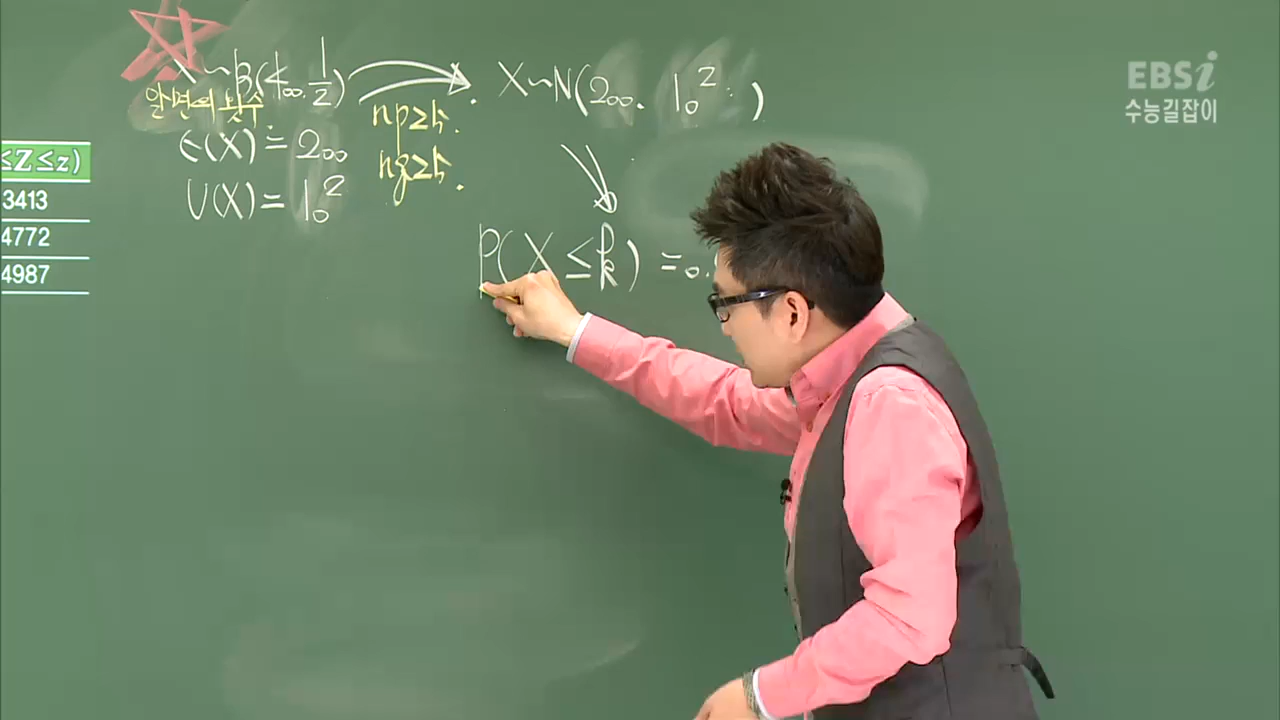 X~B(400, 1/2)
앞면의 횟수
E(X) = 200
V(X) = 10²
np≥5.
nq≥5.
X~N(200, 10²)
P(X ≤ k) = 0.
≤Z≤z)
3413
4772
4987
EBSi
수능길잡이